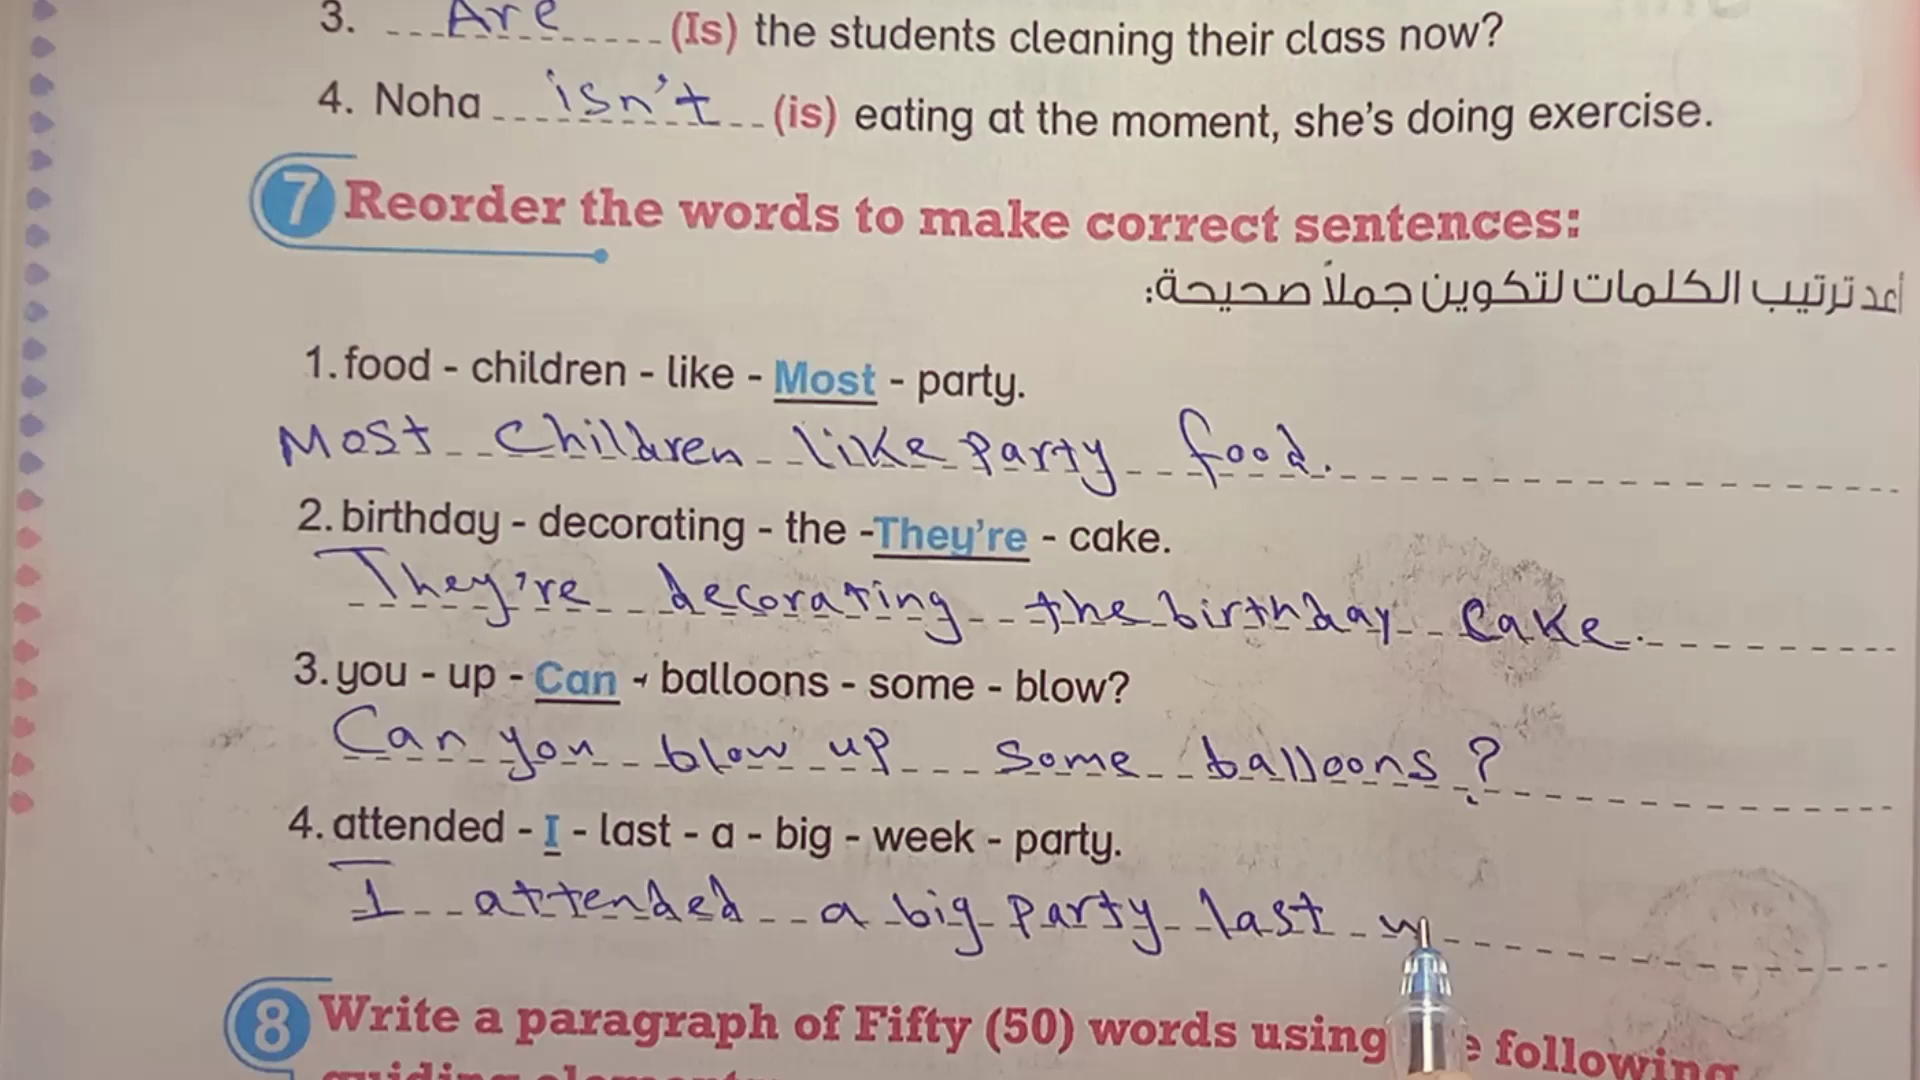 3. Are (Is) the students cleaning their class now?
4. Noha isn't (is) eating at the moment, she's doing exercise.
7 Reorder the words to make correct sentences:
أعد ترتيب الكلمات لتكوين جملاً صحيحة:
1. food - children - like - Most - party.
Most children like party food.
2. birthday - decorating - the - They're - cake.
They're decorating the birthday cake.
3. you - up - Can - balloons - some - blow?
Can you blow up some balloons?
4. attended - I - last - a - big - week - party.
I attended a big party last w
8 Write a paragraph of Fifty (50) words using following